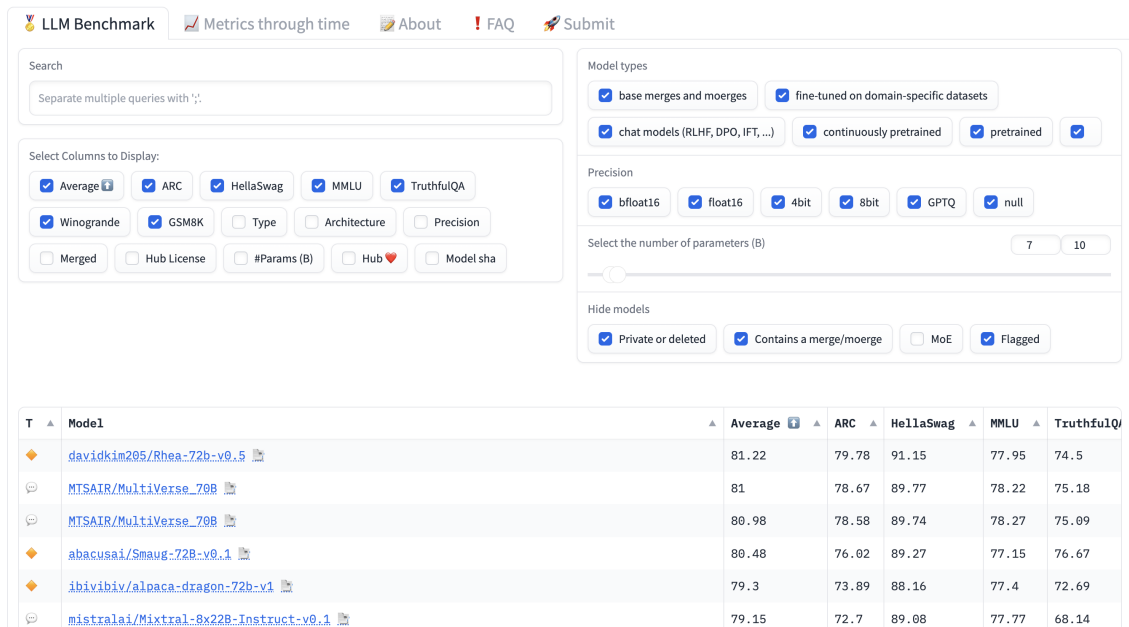 LLM Benchmark Metrics through time About FAQ Submit
Search
Separate multiple queries with ';'.
Select Columns to Display:
Average ARC HellaSwag MMLU TruthfulQA
Winogrande GSM8K Type Architecture Precision
Merged Hub License #Params (B) Hub Model sha
Model types
base merges and moerges fine-tuned on domain-specific datasets
chat models (RLHF, DPO, IFT, ...) continuously pretrained pretrained
Precision
bfloat16 float16 4bit 8bit GPTQ null
Select the number of parameters (B) 7 10
Hide models
Private or deleted Contains a merge/moerge MoE Flagged
T Model Average ARC HellaSwag MMLU TruthfulQA
davidkim205/Rhea-72b-v0.5 81.22 79.78 91.15 77.95 74.5
MTSAIR/MultiVerse_70B 81 78.67 89.77 78.22 75.18
MTSAIR/MultiVerse_70B 80.98 78.58 89.74 78.27 75.09
abacusai/Smaug-72B-v0.1 80.48 76.02 89.27 77.15 76.67
ibivibiv/alpaca-dragon-72b-v1 79.3 73.89 88.16 77.4 72.69
mistralai/Mixtral-8x22B-Instruct-v0.1 79.15 72.7 89.08 77.77 68.14